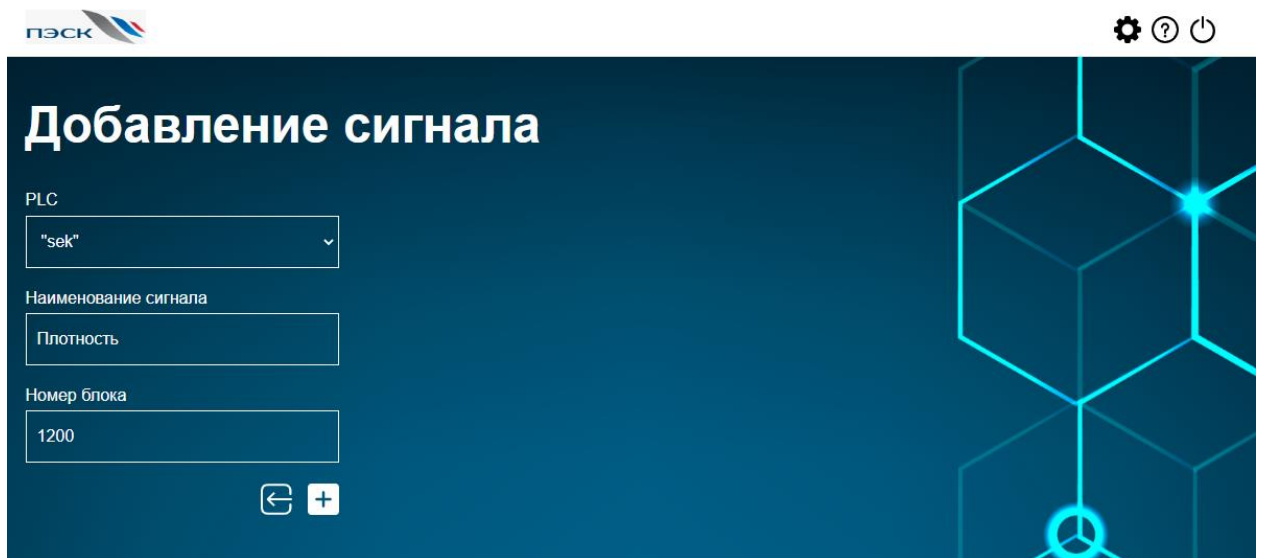 ПЭСК
Добавление сигнала
PLC
"sek"
Наименование сигнала
Плотность
Номер блока
1200